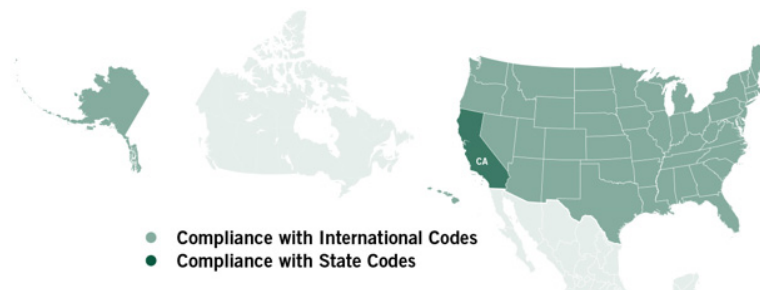 CA
Compliance with International Codes
Compliance with State Codes